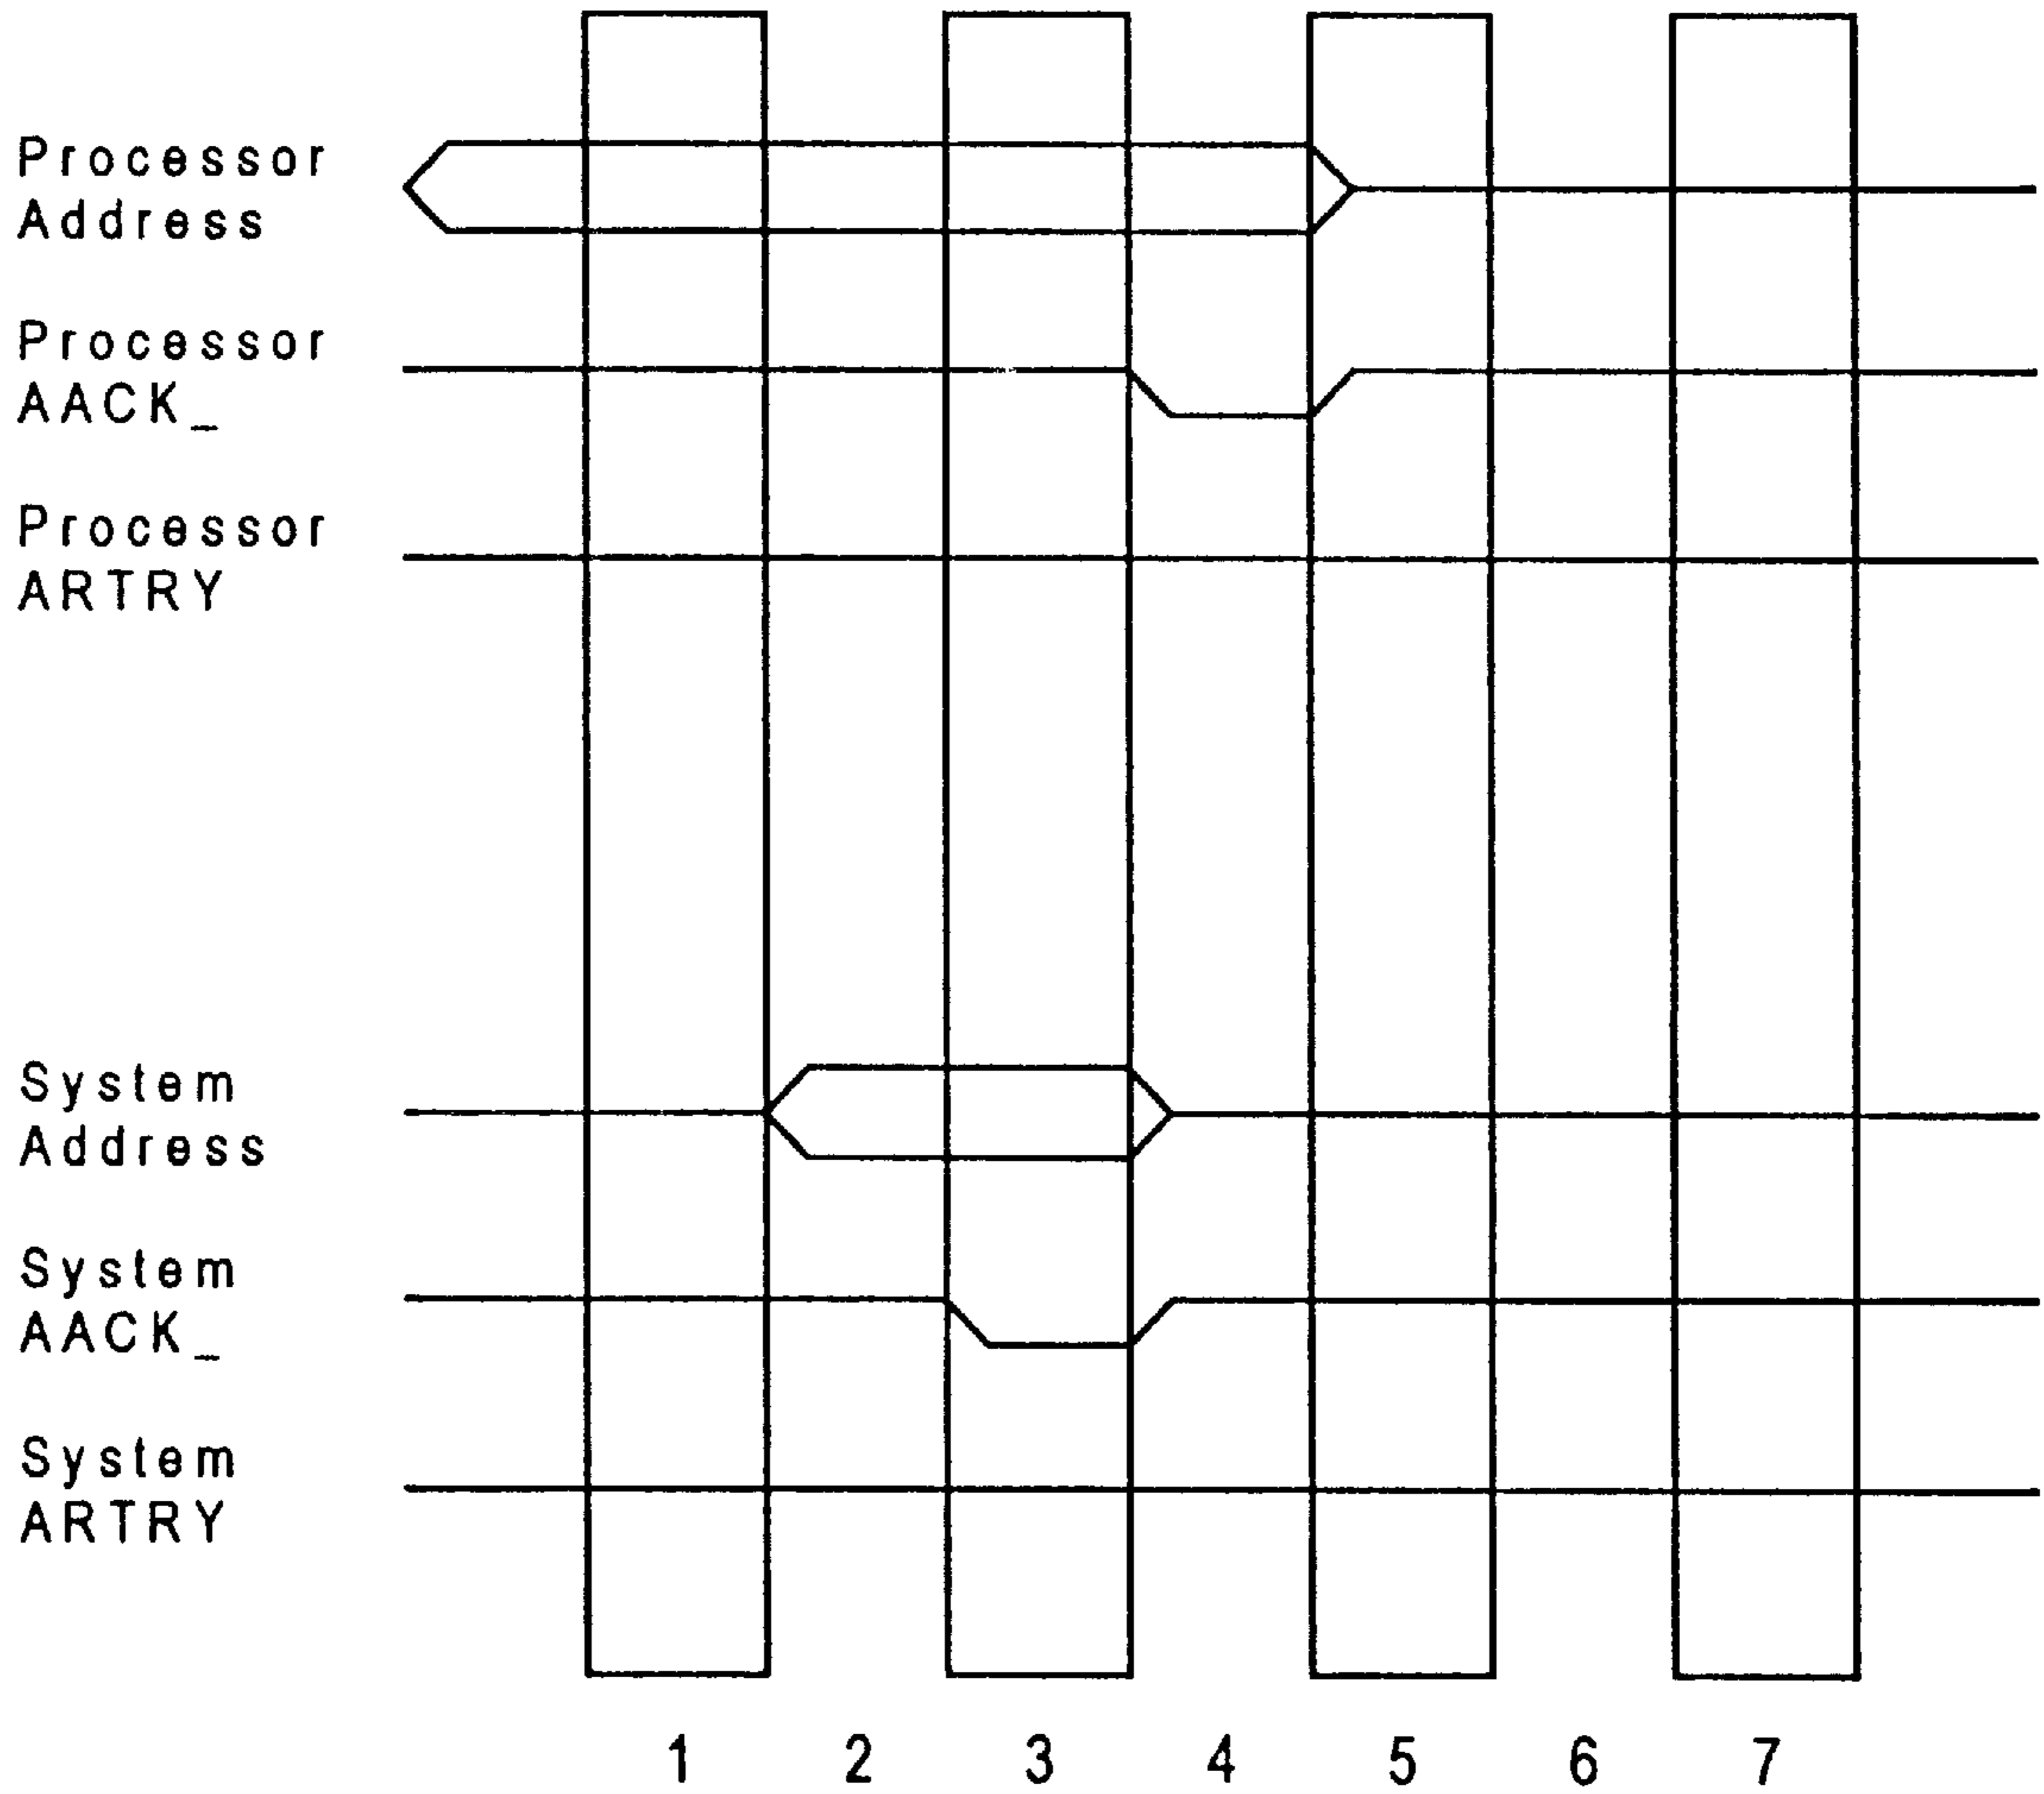 Processor
Address
Processor
AACK_
Processor
ARTRY
System
Address
System
AACK_
System
ARTRY
1 2 3 4 5 6 7